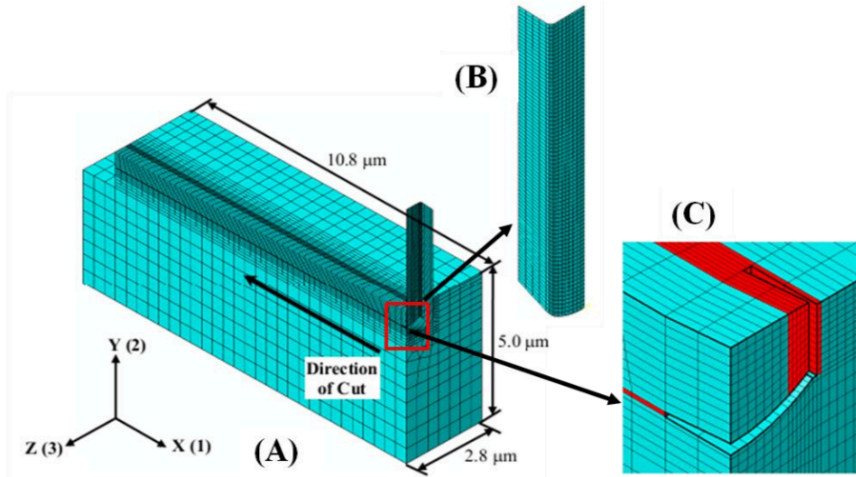 (B)
10.8 μm
(C)
5.0 μm
Direction
of Cut
Y (2)
Z (3)
X (1)
(A)
2.8 μm